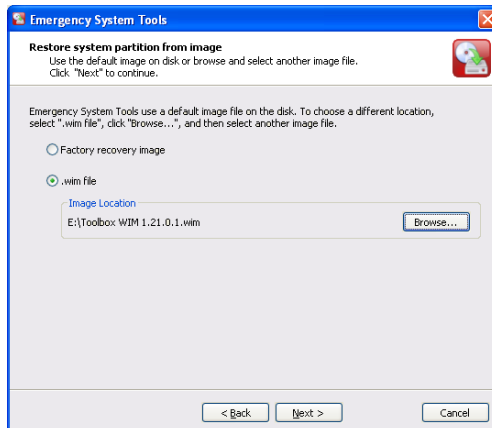 Emergency System Tools
Restore system partition from image
Use the default image on disk or browse and select another image file.
Click "Next" to continue.
Emergency System Tools use a default image file on the disk. To choose a different location,
select ".wim file", click "Browse...", and then select another image file.
Factory recovery image
.wim file
Image Location
E:\Toolbox WIM 1.21.0.1.wim
Browse...
< Back
Next >
Cancel